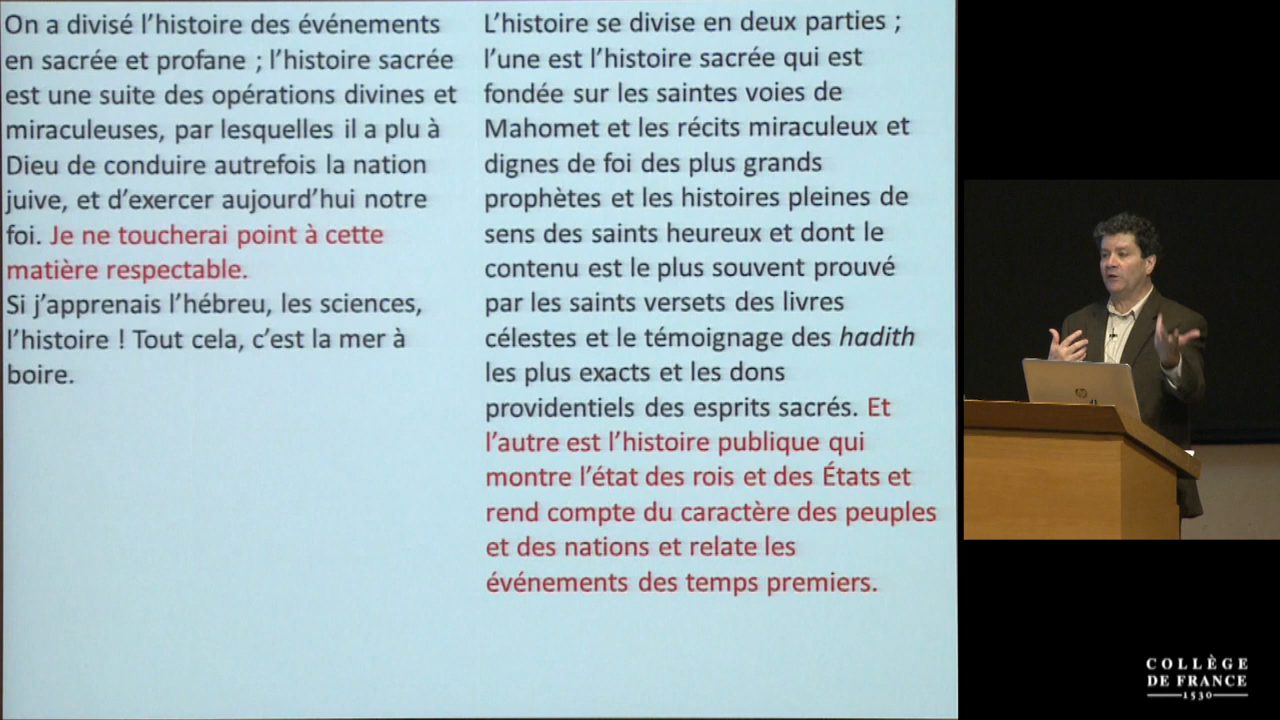 On a divisé l’histoire des événements
en sacrée et profane ; l’histoire sacrée
est une suite des opérations divines et
miraculeuses, par lesquelles il a plu à
Dieu de conduire autrefois la nation
juive, et d’exercer aujourd’hui notre
foi. Je ne toucherai point à cette
matière respectable.
Si j’apprenais l’hébreu, les sciences,
l’histoire ! Tout cela, c’est la mer à
boire.
L’histoire se divise en deux parties ;
l’une est l’histoire sacrée qui est
fondée sur les saintes voies de
Mahomet et les récits miraculeux et
dignes de foi des plus grands
prophètes et les histoires pleines de
sens des saints heureux et dont le
contenu est le plus souvent prouvé
par les saints versets des livres
célestes et le témoignage des hadith
les plus exacts et les dons
providentiels des esprits sacrés. Et
l’autre est l’histoire publique qui
montre l’état des rois et des États et
rend compte du caractère des peuples
et des nations et relate les
événements des temps premiers.
hp
COLLÈGE
DE FRANCE
1530